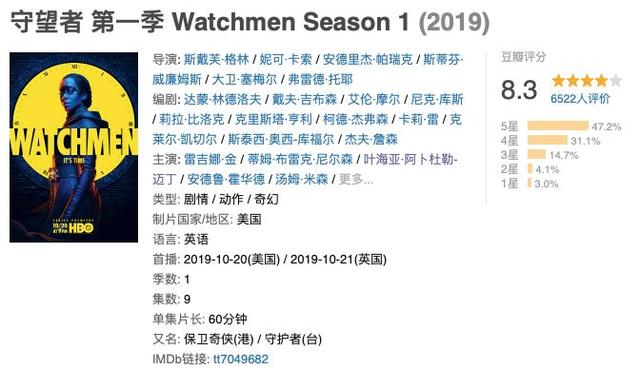 守望者 第一季 Watchmen Season 1 (2019)
WATCHMEN
IT'S TIME
SERIES PREMIERE
10/20
at 9PM HBO
导演: 斯戴芙·格林 / 妮可·卡索 / 安德里杰·帕瑞克 / 斯蒂芬·
威廉姆斯 / 大卫·塞梅尔 / 弗雷德·托耶
编剧: 达蒙·林德洛夫 / 戴夫·吉布森 / 艾伦·摩尔 / 尼克·库斯
/ 莉拉·比洛克 / 克里斯塔·亨利 / 柯德·杰弗森 / 卡莉·雷 / 克
莱尔·凯切尔 / 斯泰西·奥西-库福尔 / 杰夫·詹森
主演: 雷吉娜·金 / 蒂姆·布雷克·尼尔森 / 叶海亚·阿卜杜勒-
迈丁 / 安德鲁·霍华德 / 汤姆·米森 / 更多...
类型: 剧情 / 动作 / 奇幻
制片国家/地区: 美国
语言: 英语
首播: 2019-10-20(美国) / 2019-10-21(英国)
季数: 1
集数: 9
单集片长: 60分钟
又名: 保卫奇侠(港) / 守护者(台)
IMDb链接: tt7049682
豆瓣评分
8.3
6522人评价
5星 47.2%
4星 31.1%
3星 14.7%
2星 4.1%
1星 3.0%